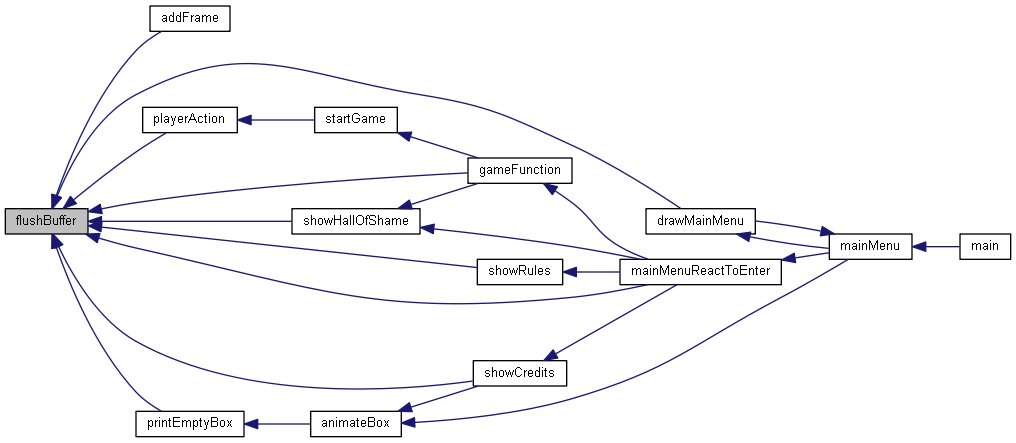 addFrame
playerAction
startGame
gameFunction
flushBuffer
showHallOfShame
drawMainMenu
mainMenu
main
showRules
mainMenuReactToEnter
showCredits
printEmptyBox
animateBox